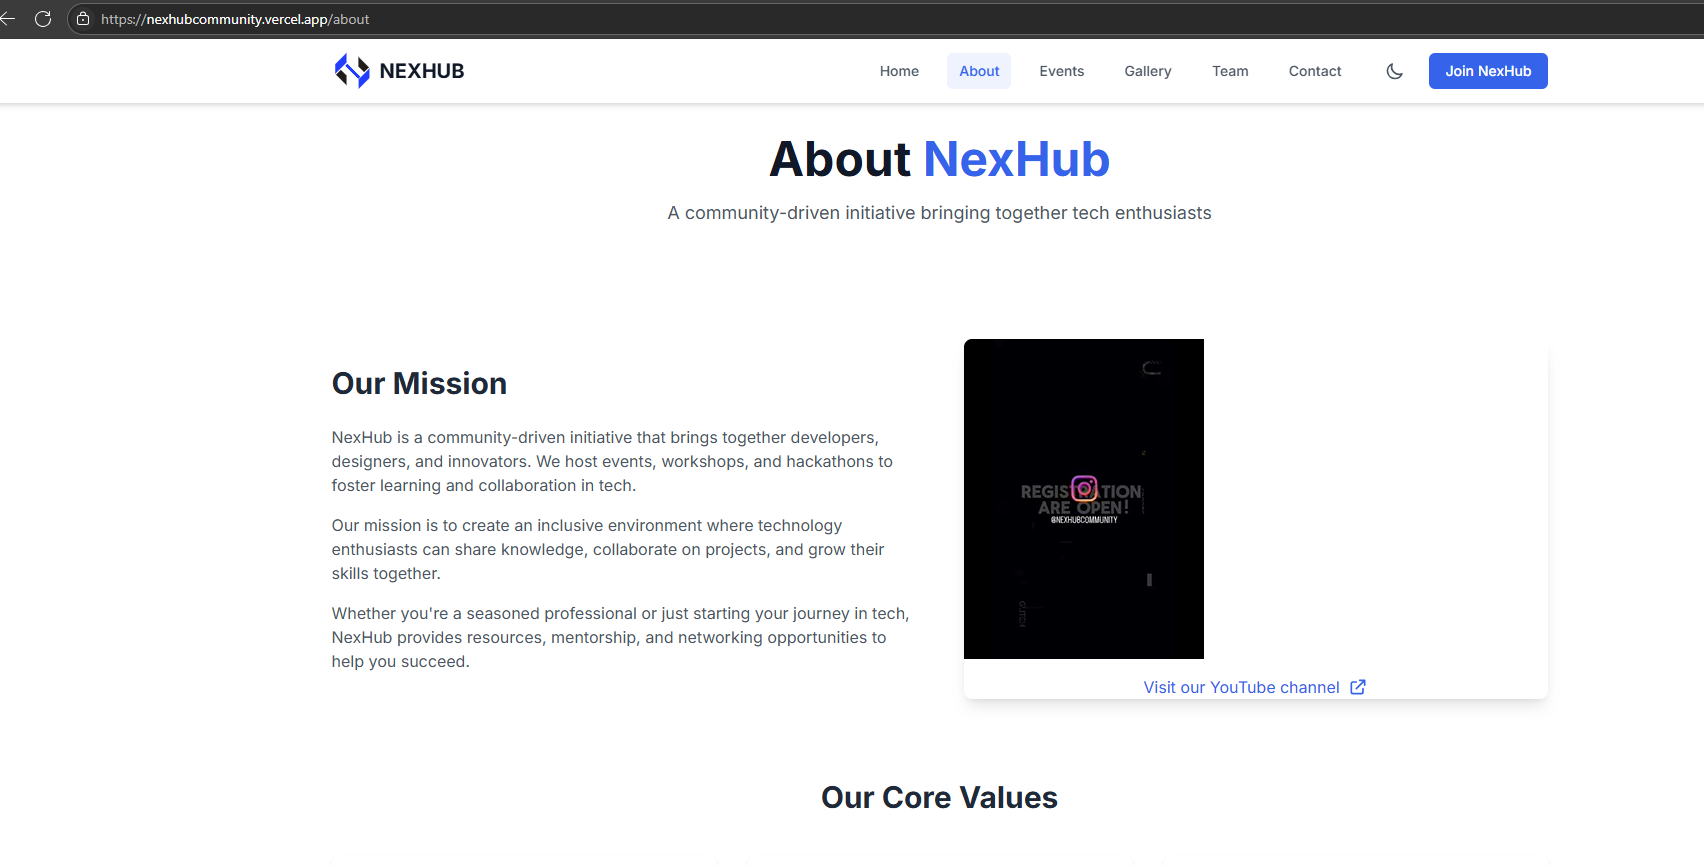 https://nexhubcommunity.vercel.app/about
NEXHUB
Home
About
Events
Gallery
Team
Contact
Join NexHub
About NexHub
A community-driven initiative bringing together tech enthusiasts
Our Mission
NexHub is a community-driven initiative that brings together developers,
designers, and innovators. We host events, workshops, and hackathons to
foster learning and collaboration in tech.
Our mission is to create an inclusive environment where technology
enthusiasts can share knowledge, collaborate on projects, and grow their
skills together.
Whether you're a seasoned professional or just starting your journey in tech,
NexHub provides resources, mentorship, and networking opportunities to
help you succeed.
REGISTRATION
ARE OPEN!
@NEXHUBCOMMUNITY
Visit our YouTube channel
Our Core Values